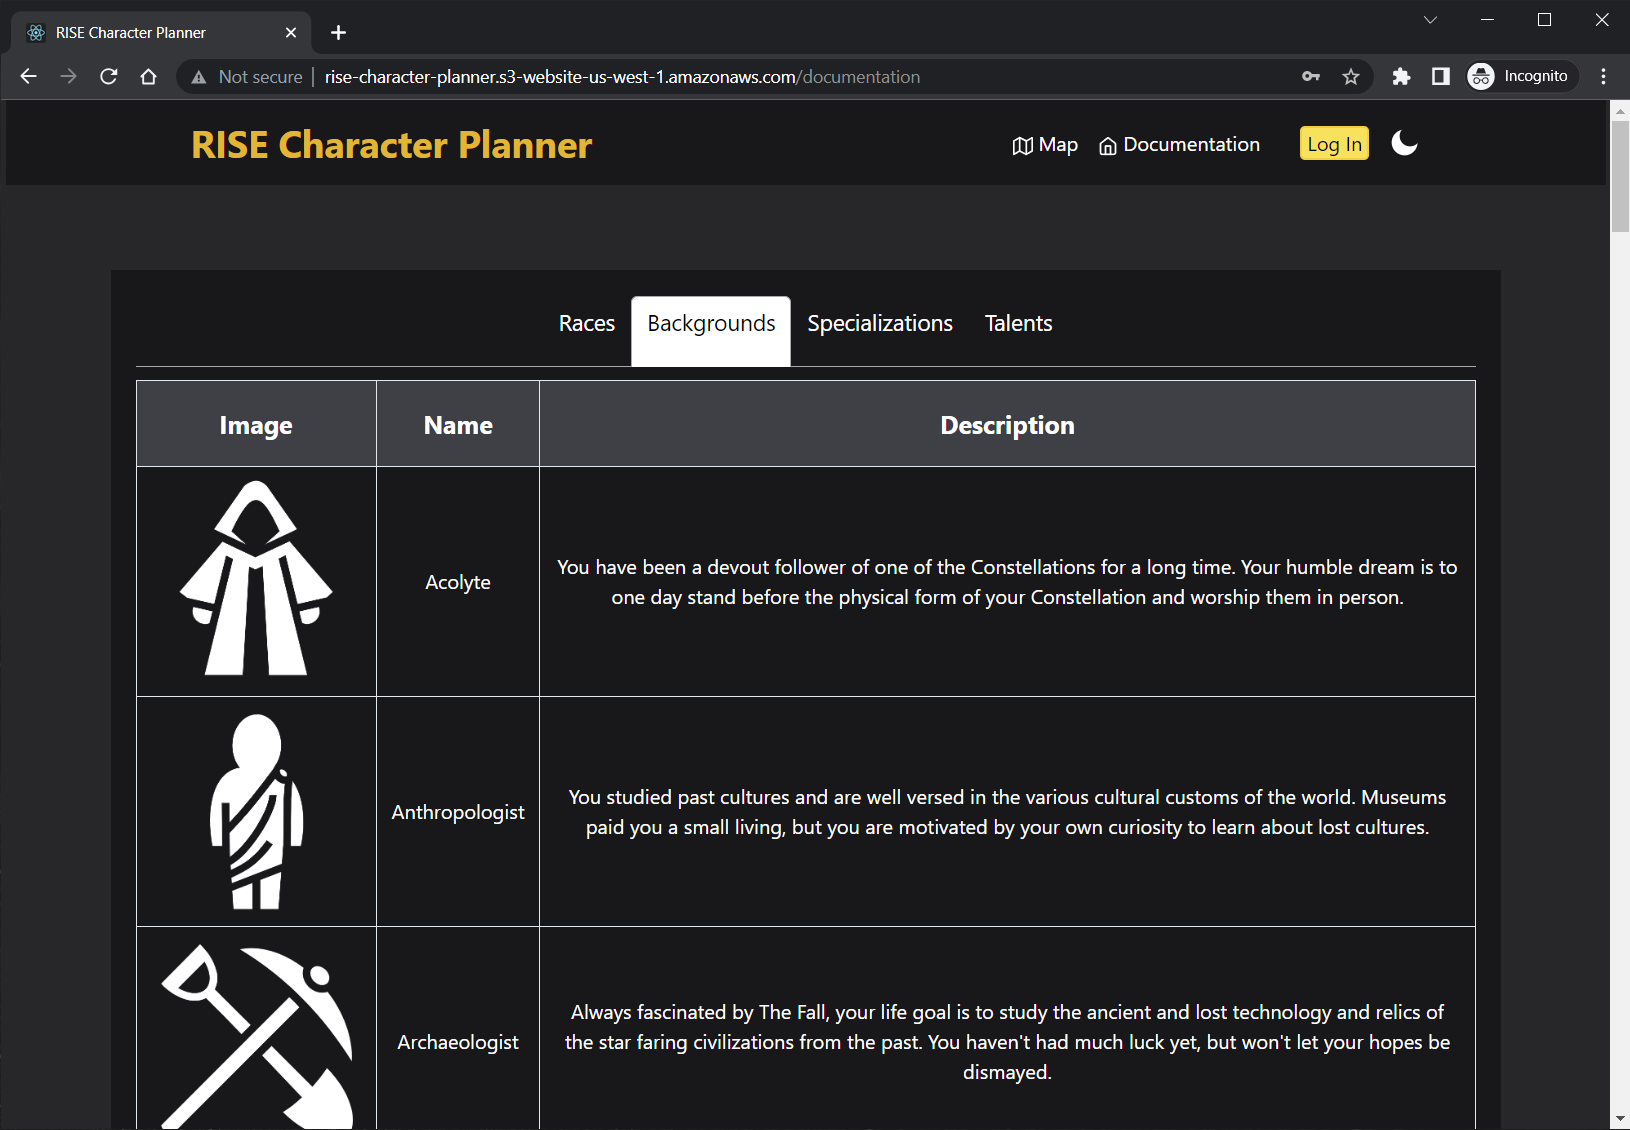 RISE Character Planner
Not secure | rise-character-planner.s3-website-us-west-1.amazonaws.com/documentation
Incognito
RISE Character Planner
Map
Documentation
Log In
Races
Backgrounds
Specializations
Talents
Image
Name
Description
Acolyte
You have been a devout follower of one of the Constellations for a long time. Your humble dream is to
one day stand before the physical form of your Constellation and worship them in person.
Anthropologist
You studied past cultures and are well versed in the various cultural customs of the world. Museums
paid you a small living, but you are motivated by your own curiosity to learn about lost cultures.
Archaeologist
Always fascinated by The Fall, your life goal is to study the ancient and lost technology and relics of
the star faring civilizations from the past. You haven't had much luck yet, but won't let your hopes be
dismayed.